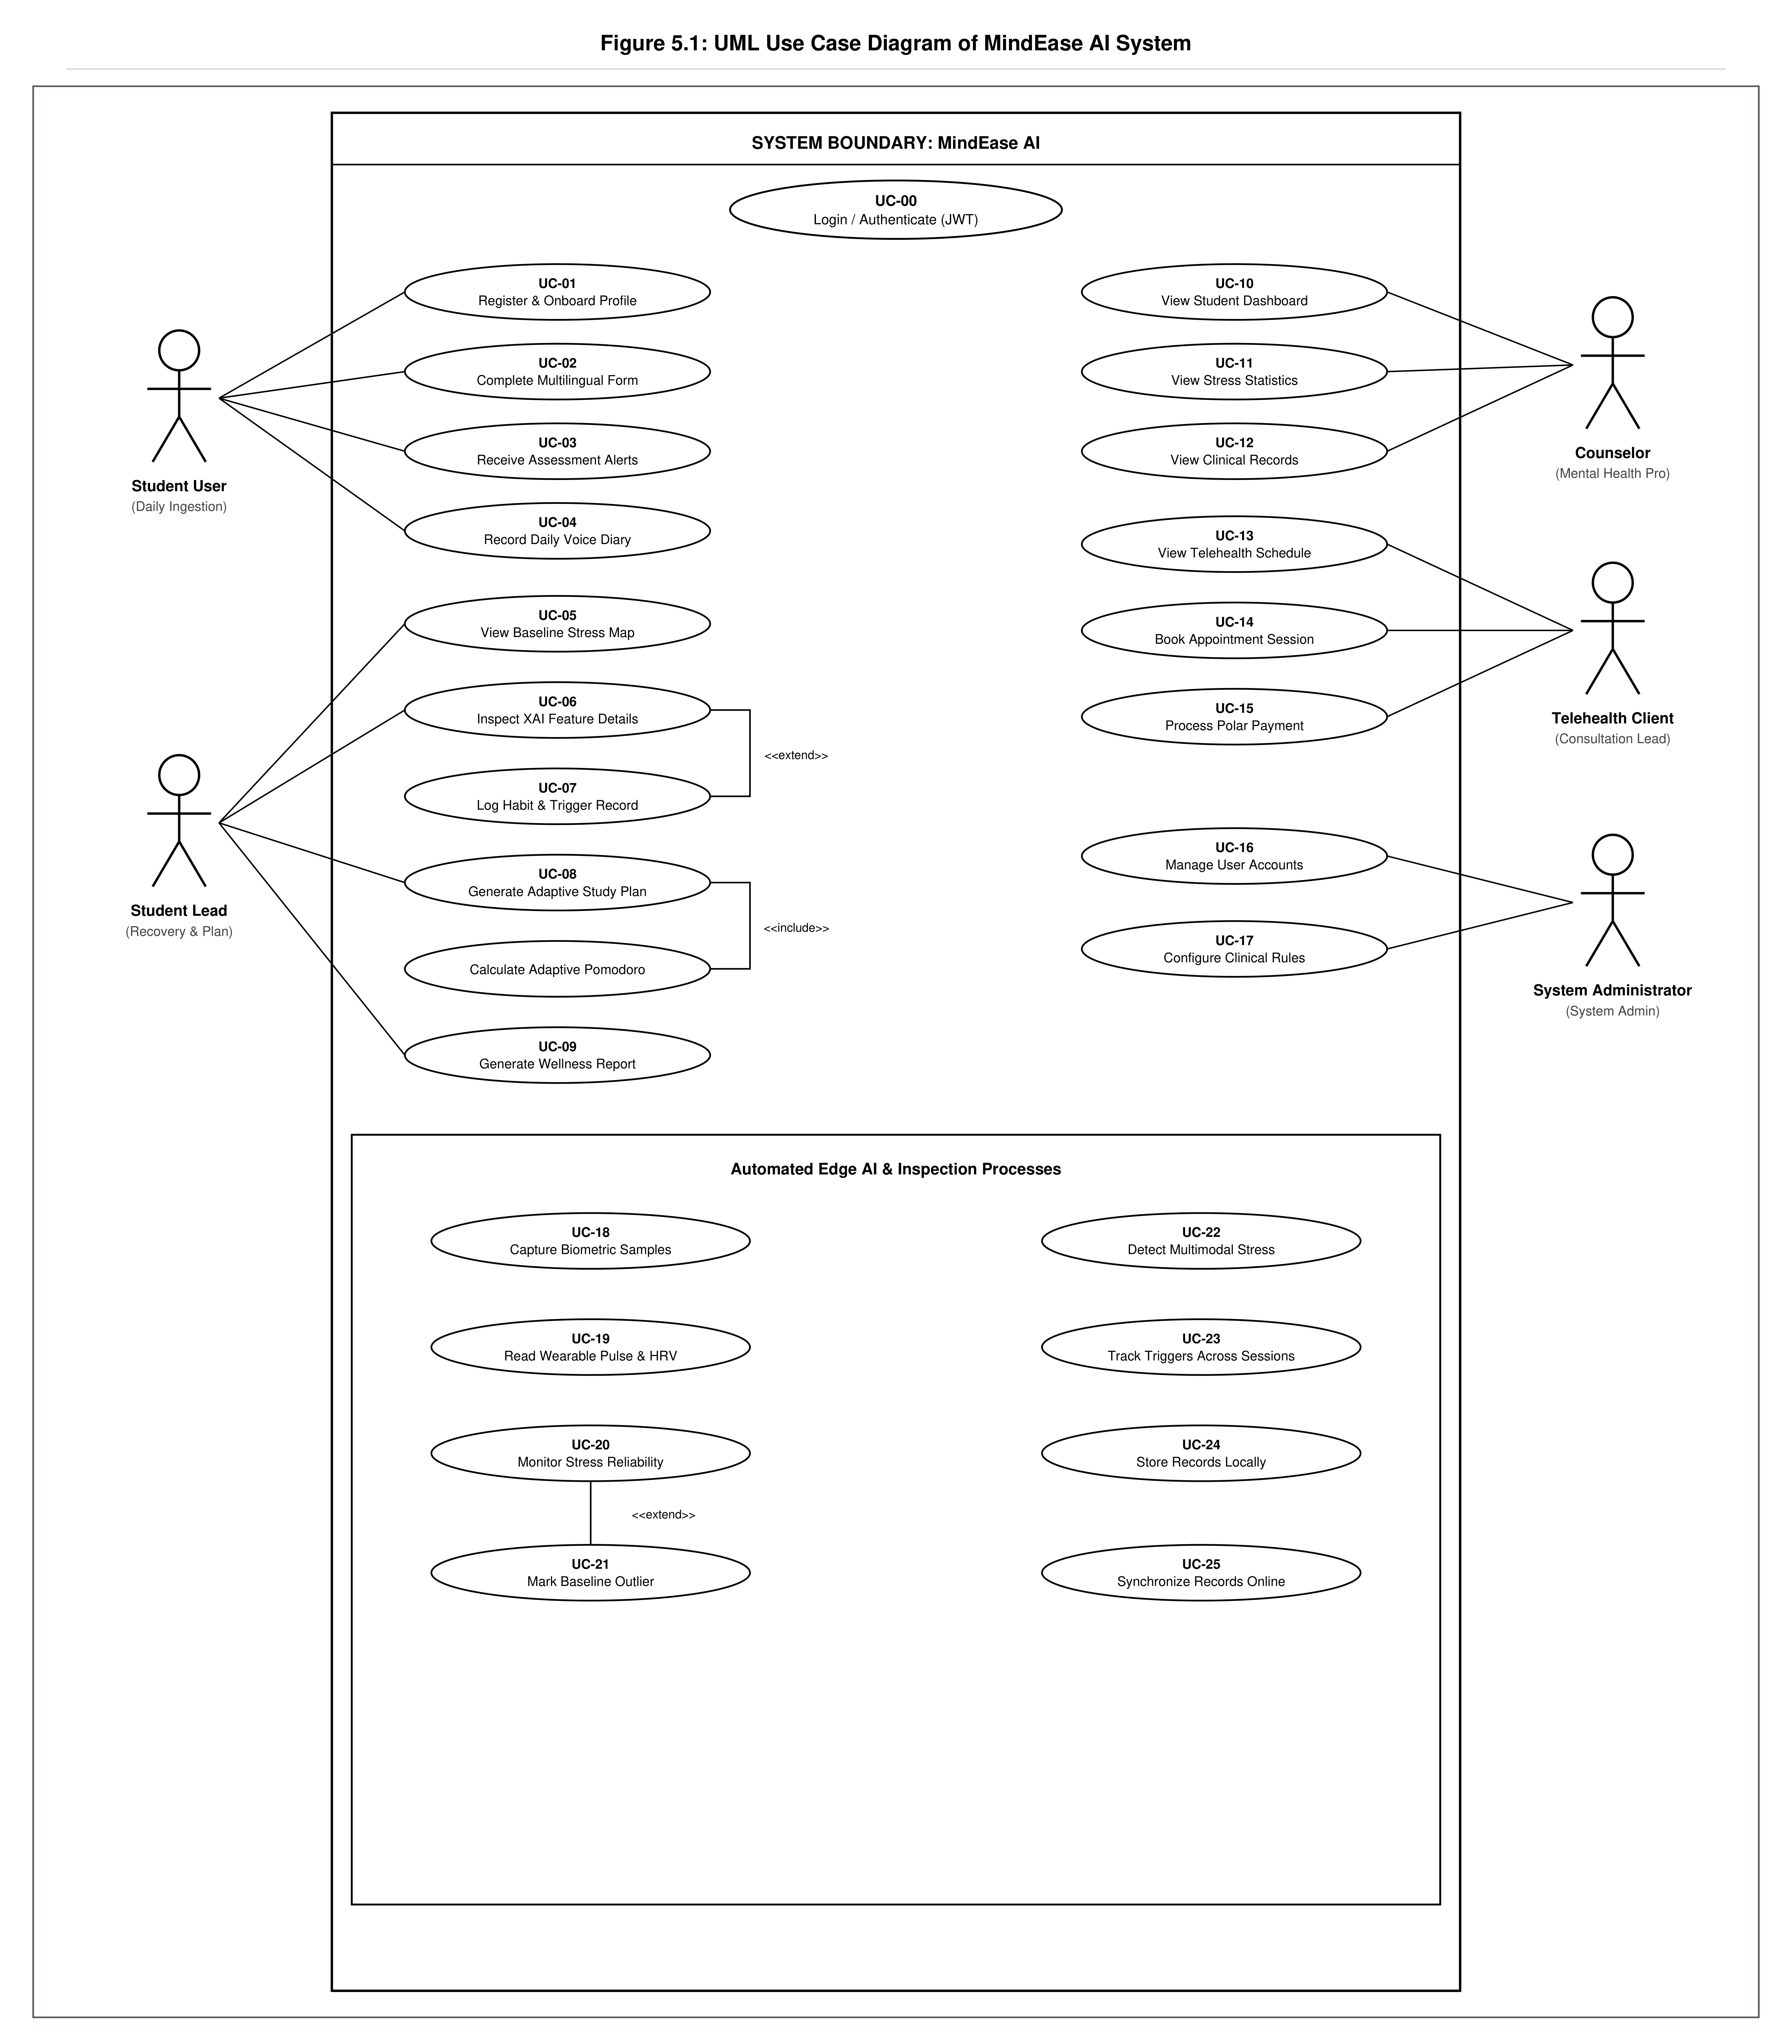 Figure 5.1: UML Use Case Diagram of MindEase AI System
SYSTEM BOUNDARY: MindEase AI
UC-00
Login / Authenticate (JWT)
Student User
(Daily Ingestion)
UC-01
Register & Onboard Profile
UC-02
Complete Multilingual Form
UC-03
Receive Assessment Alerts
UC-04
Record Daily Voice Diary
Student Lead
(Recovery & Plan)
UC-05
View Baseline Stress Map
UC-06
Inspect XAI Feature Details
<<extend>>
UC-07
Log Habit & Trigger Record
UC-08
Generate Adaptive Study Plan
<<include>>
Calculate Adaptive Pomodoro
UC-09
Generate Wellness Report
UC-10
View Student Dashboard
UC-11
View Stress Statistics
UC-12
View Clinical Records
Counselor
(Mental Health Pro)
UC-13
View Telehealth Schedule
UC-14
Book Appointment Session
UC-15
Process Polar Payment
Telehealth Client
(Consultation Lead)
UC-16
Manage User Accounts
UC-17
Configure Clinical Rules
System Administrator
(System Admin)
Automated Edge AI & Inspection Processes
UC-18
Capture Biometric Samples
UC-19
Read Wearable Pulse & HRV
UC-20
Monitor Stress Reliability
<<extend>>
UC-21
Mark Baseline Outlier
UC-22
Detect Multimodal Stress
UC-23
Track Triggers Across Sessions
UC-24
Store Records Locally
UC-25
Synchronize Records Online